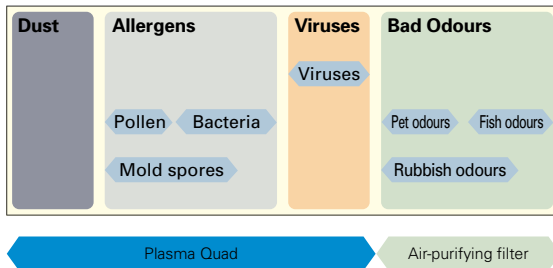 Dust
Allergens
Viruses
Bad Odours
Viruses
Pollen
Bacteria
Pet odours
Fish odours
Mold spores
Rubbish odours
Plasma Quad
Air-purifying filter